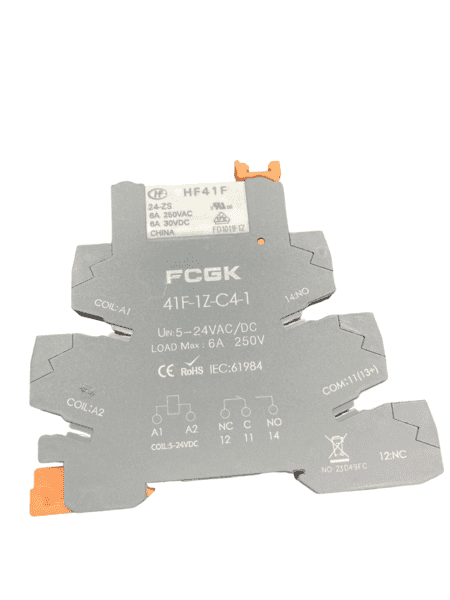 HF HF41F
24-ZS
6A 250VAC
6A 30VDC
CHINA
FCGK
41F-1Z-C4-1
COIL:A1
14:NO
UN:5-24VAC/DC
LOAD Max: 6A 250V
CE RoHS IEC:61984
COIL:A2
COM:11(13+)
A1 A2 NC C NO
12 11 14
COIL:5-24VDC
12:NC